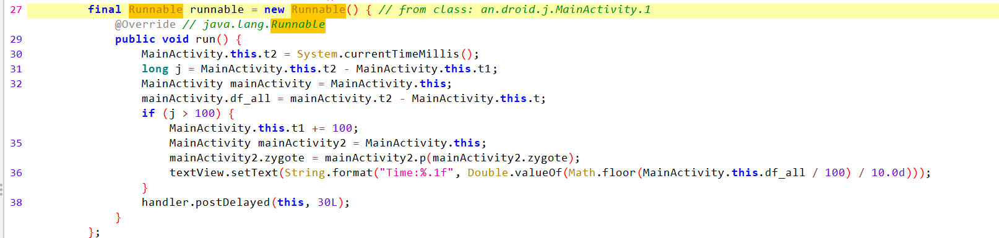 27 final Runnable runnable = new Runnable() { // from class: an.droid.j.MainActivity.1
@Override // java.lang.Runnable
29 public void run() {
30 MainActivity.this.t2 = System.currentTimeMillis();
31 long j = MainActivity.this.t2 - MainActivity.this.t1;
32 MainActivity mainActivity = MainActivity.this;
mainActivity.df_all = mainActivity.t2 - MainActivity.this.t;
if (j > 100) {
MainActivity.this.t1 += 100;
35 MainActivity mainActivity2 = MainActivity.this;
mainActivity2.zygote = mainActivity2.p(mainActivity2.zygote);
36 textView.setText(String.format("Time:%.1f", Double.valueOf(Math.floor(MainActivity.this.df_all / 100) / 10.0d)));
}
38 handler.postDelayed(this, 30L);
}
};